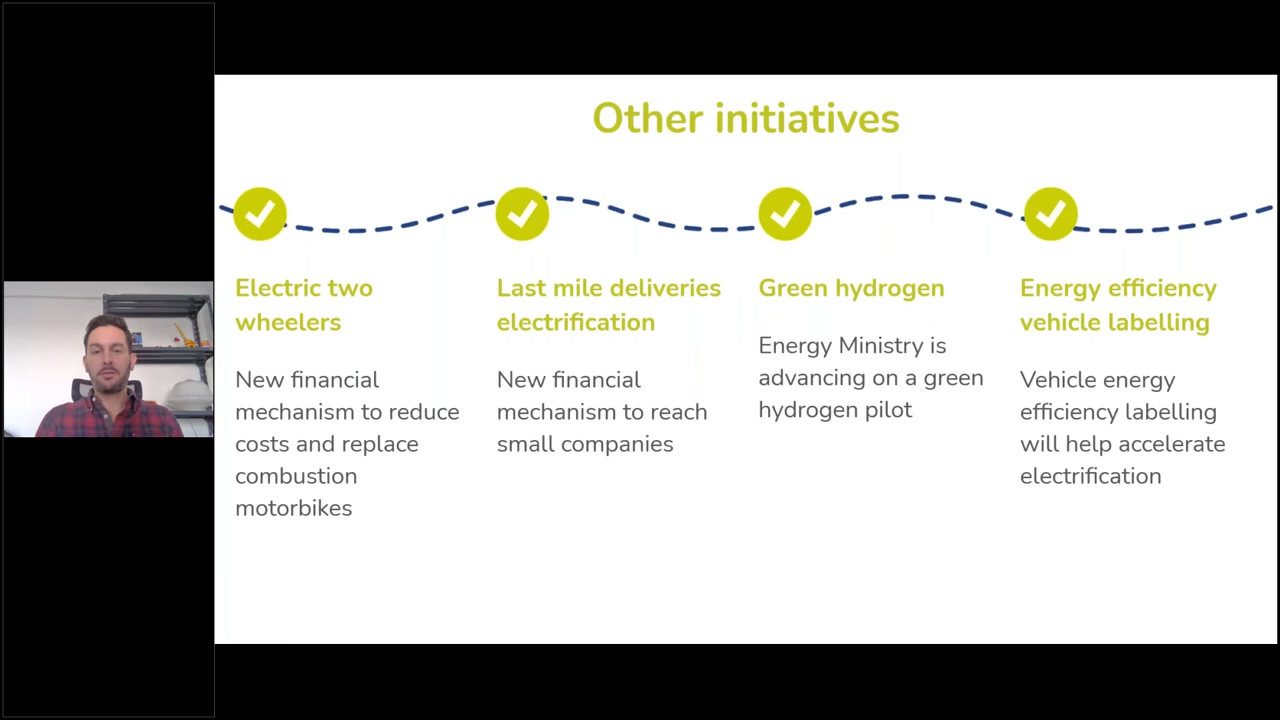 Other initiatives
Electric two
wheelers
New financial
mechanism to reduce
costs and replace
combustion
motorbikes
Last mile deliveries
electrification
New financial
mechanism to reach
small companies
Green hydrogen
Energy Ministry is
advancing on a green
hydrogen pilot
Energy efficiency
vehicle labelling
Vehicle energy
efficiency labelling
will help accelerate
electrification